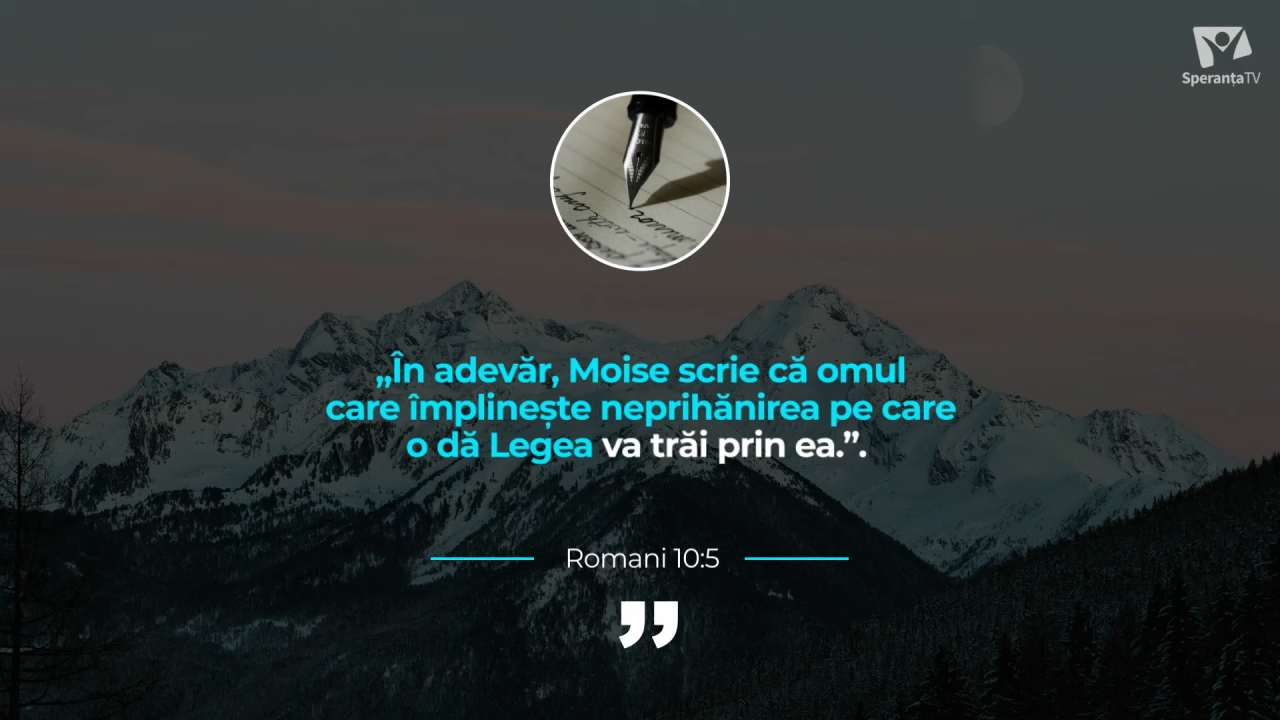 SperanțaTV
„În adevăr, Moise scrie că omul
care împlinește neprihănirea pe care
o dă Legea va trăi prin ea.”.
Romani 10:5
”